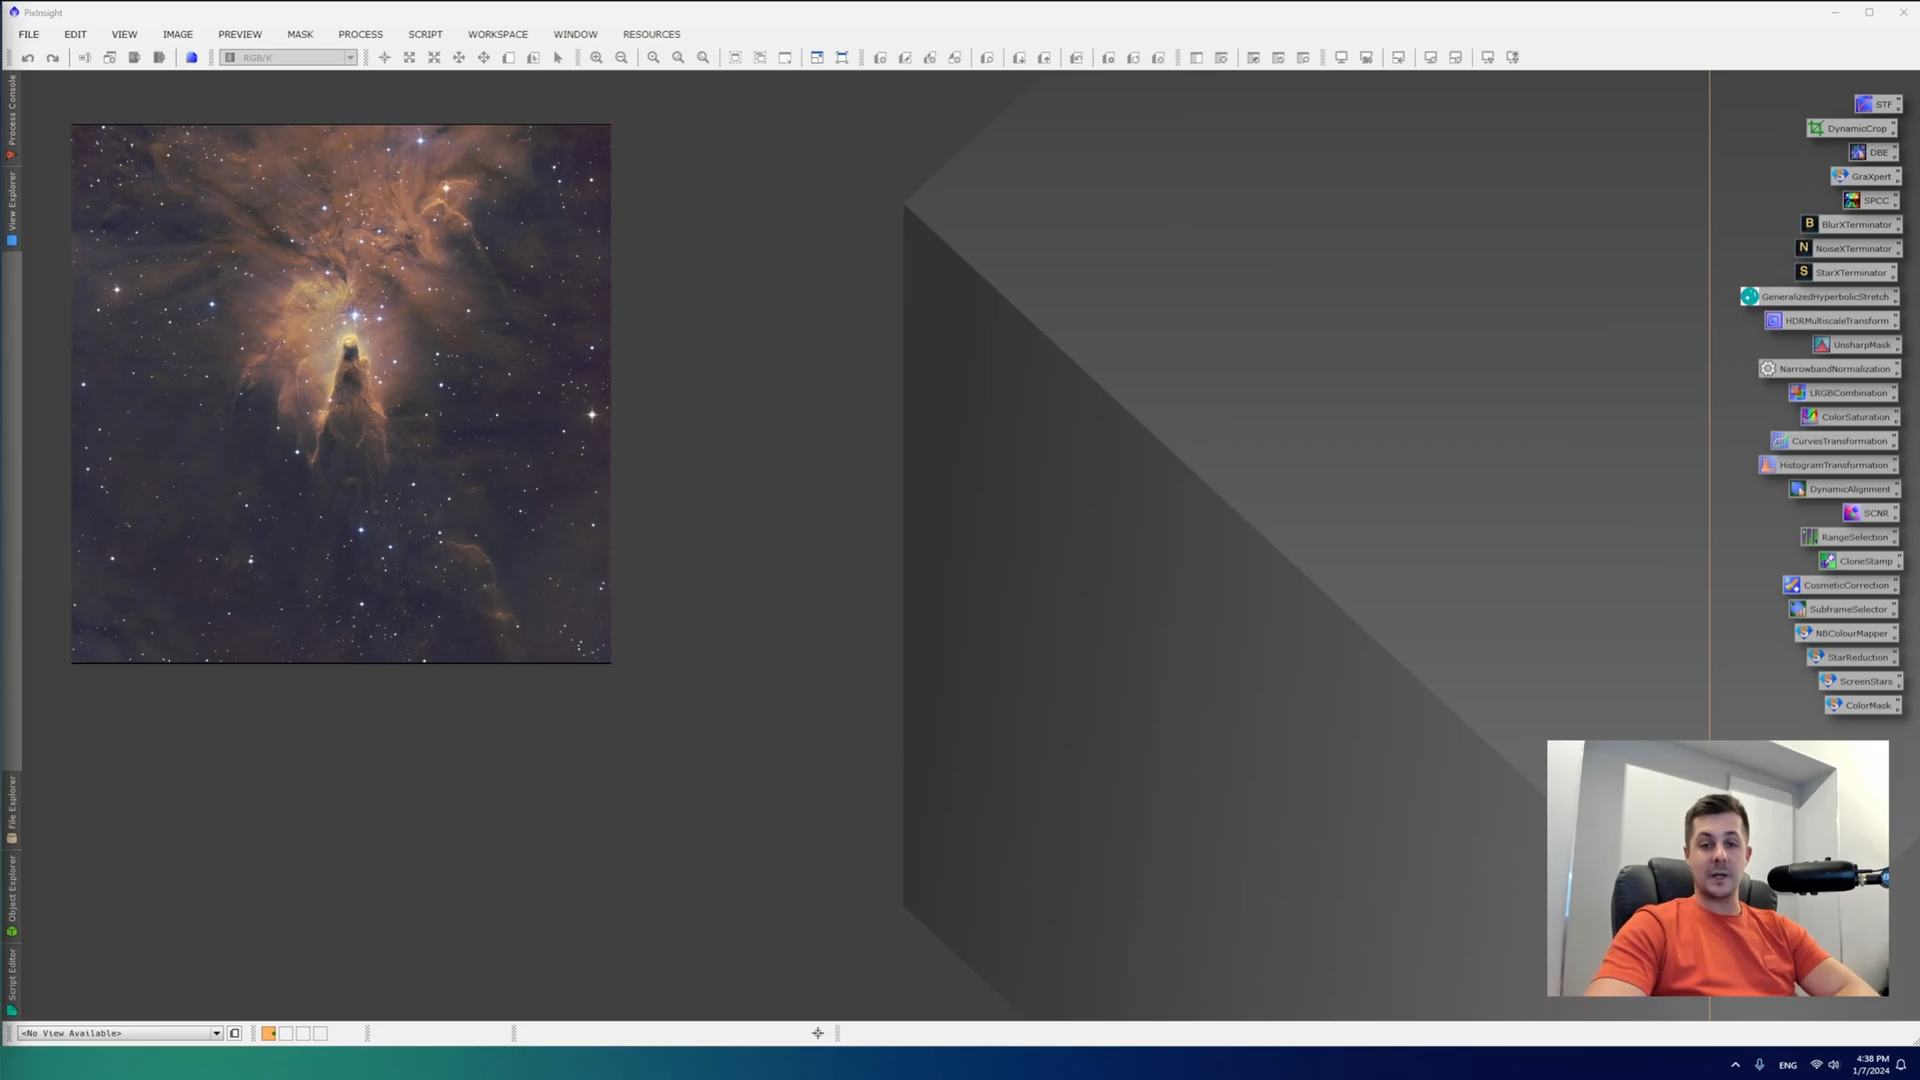 PixInsight
FILE EDIT VIEW IMAGE PREVIEW MASK PROCESS SCRIPT WORKSPACE WINDOW RESOURCES
RGB/K
Process Console
View Explorer
File Explorer
Object Explorer
Script Editor
STF
DynamicCrop
DBE
GraXpert
SPCC
B BlurXTerminator
N NoiseXTerminator
S StarXTerminator
GeneralizedHyperbolicStretch
HDRMultiscaleTransform
UnsharpMask
NarrowbandNormalization
LRGBCombination
ColorSaturation
CurvesTransformation
HistogramTransformation
DynamicAlignment
SCNR
RangeSelection
CloneStamp
CosmeticCorrection
SubframeSelector
NBColourMapper
StarReduction
ScreenStars
ColorMask
<No View Available>
ENG
4:38 PM
1/7/2024